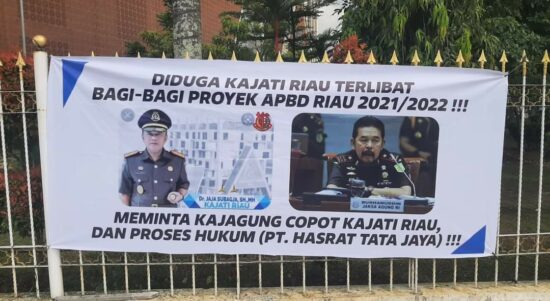 DIDUGA KAJATI RIAU TERLIBAT
BAGI-BAGI PROYEK APBD RIAU 2021/2022 !!!
Dr. JAJA SUBAGJA, SH.,MH
KAJATI RIAU
BURHANUDDIN
JAKSA AGUNG RI
MEMINTA KAJAGUNG COPOT KAJATI RIAU,
DAN PROSES HUKUM (PT. HASRAT TATA JAYA) !!!